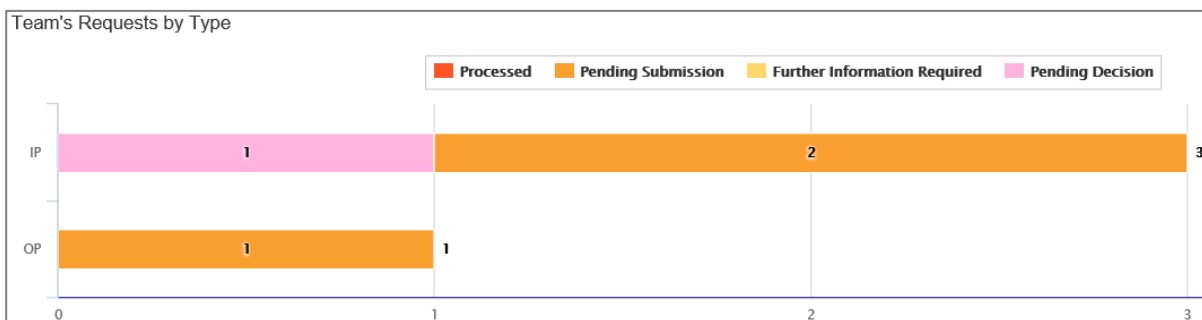 Team's Requests by Type
Processed Pending Submission Further Information Required Pending Decision
IP 1 2 3
OP 1 1
0 1 2 3